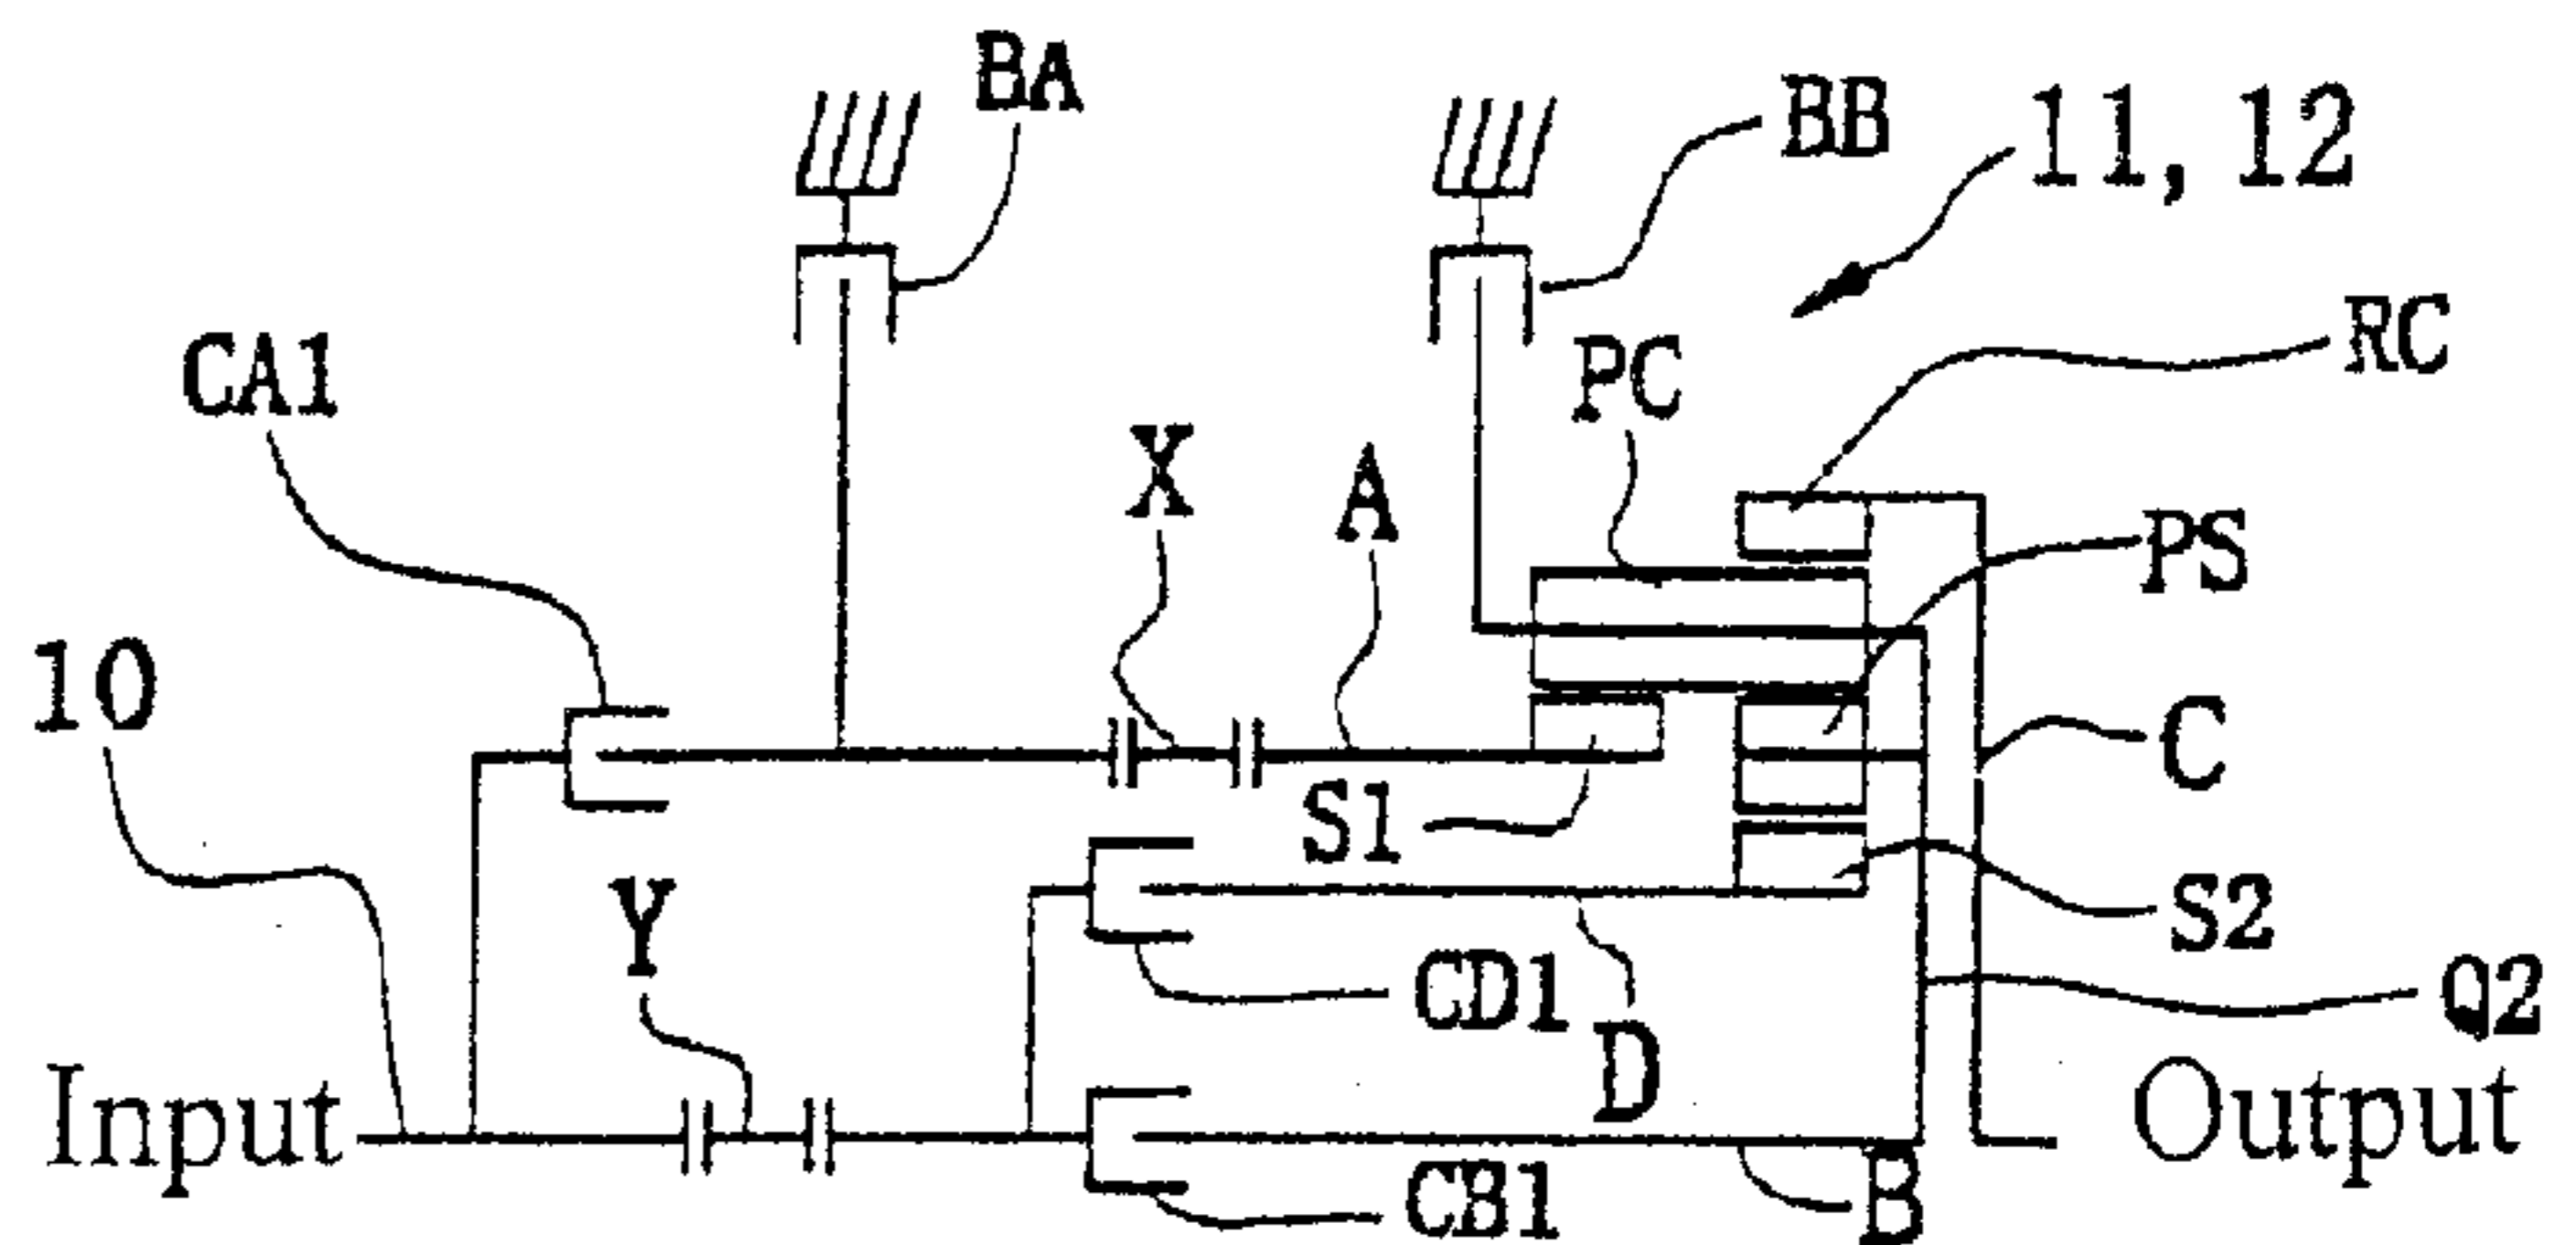 BA
BB
11, 12
CA1
PC
RC
X
A
PS
10
S1
C
Y
S2
CD1
D
Q2
Input
Output
CB1
B